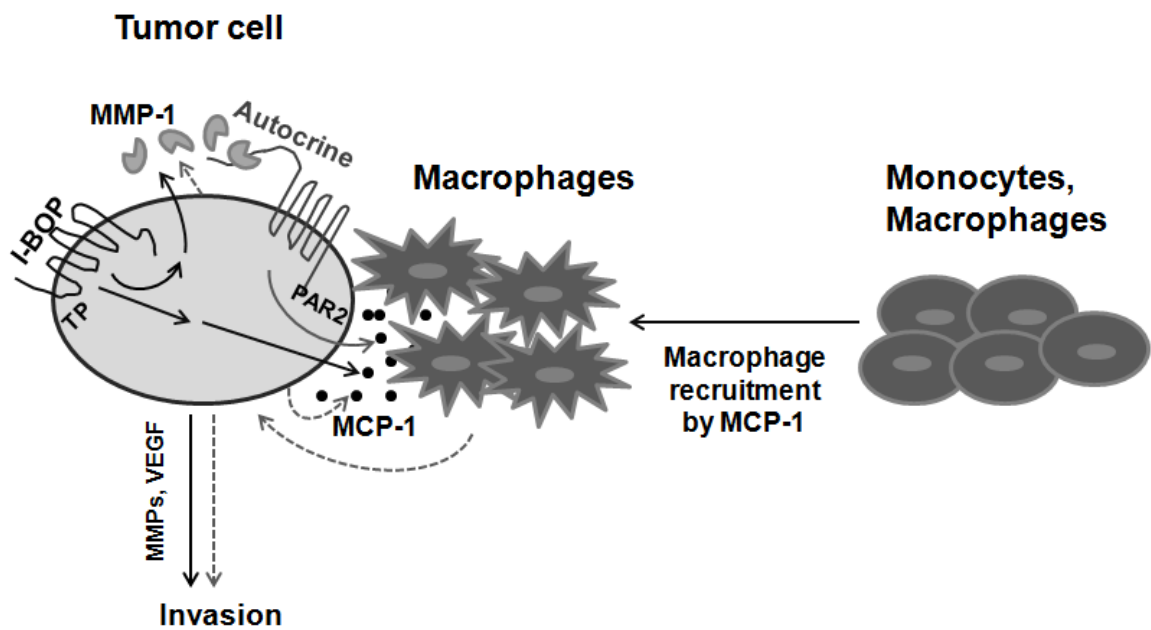 Tumor cell
MMP-1
Autocrine
Macrophages
Monocytes,
Macrophages
I-BOP
TP
PAR2
Macrophage
recruitment
by MCP-1
MCP-1
MMPs, VEGF
Invasion